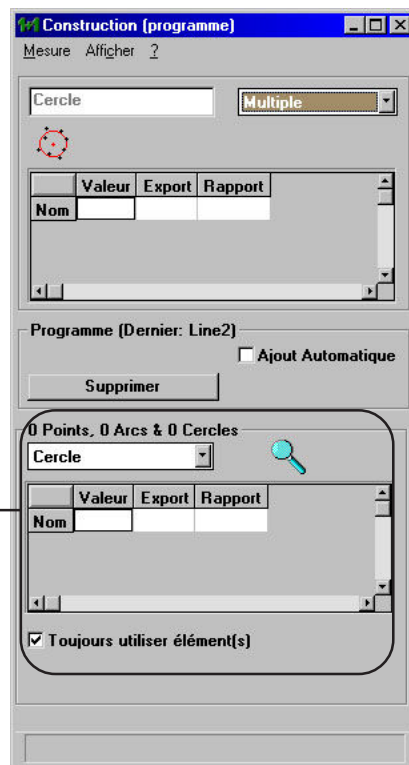 Construction (programme)
Mesure Afficher ?
Cercle Multiple
Valeur Export Rapport
Nom
Programme (Dernier: Line2)
Ajout Automatique
Supprimer
0 Points, 0 Arcs & 0 Cercles
Cercle
Valeur Export Rapport
Nom
Toujours utiliser élément(s)